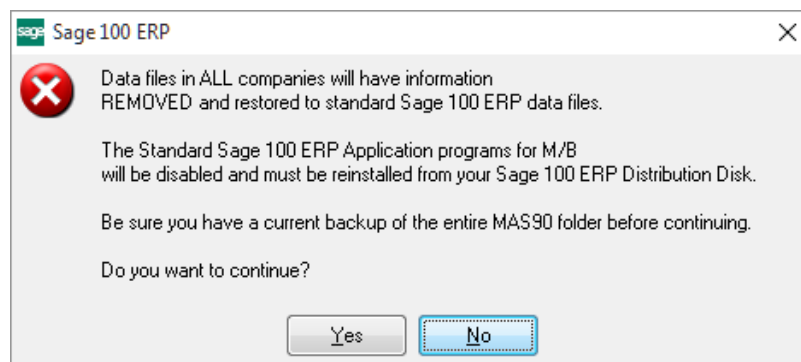 sage Sage 100 ERP
Data files in ALL companies will have information
REMOVED and restored to standard Sage 100 ERP data files.
The Standard Sage 100 ERP Application programs for M/B
will be disabled and must be reinstalled from your Sage 100 ERP Distribution Disk.
Be sure you have a current backup of the entire MAS90 folder before continuing.
Do you want to continue?
Yes No